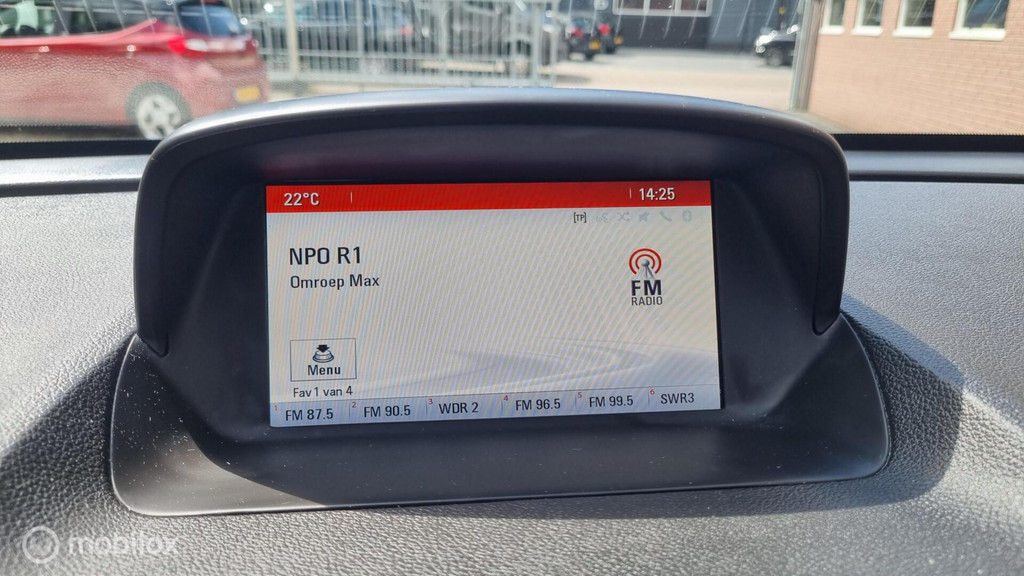 22°C 14:25
[TP]
NPO R1
Omroep Max
FM
RADIO
Menu
Fav 1 van 4
1 FM 87.5 2 FM 90.5 3 WDR 2 4 FM 96.5 5 FM 99.5 6 SWR3
mobilox